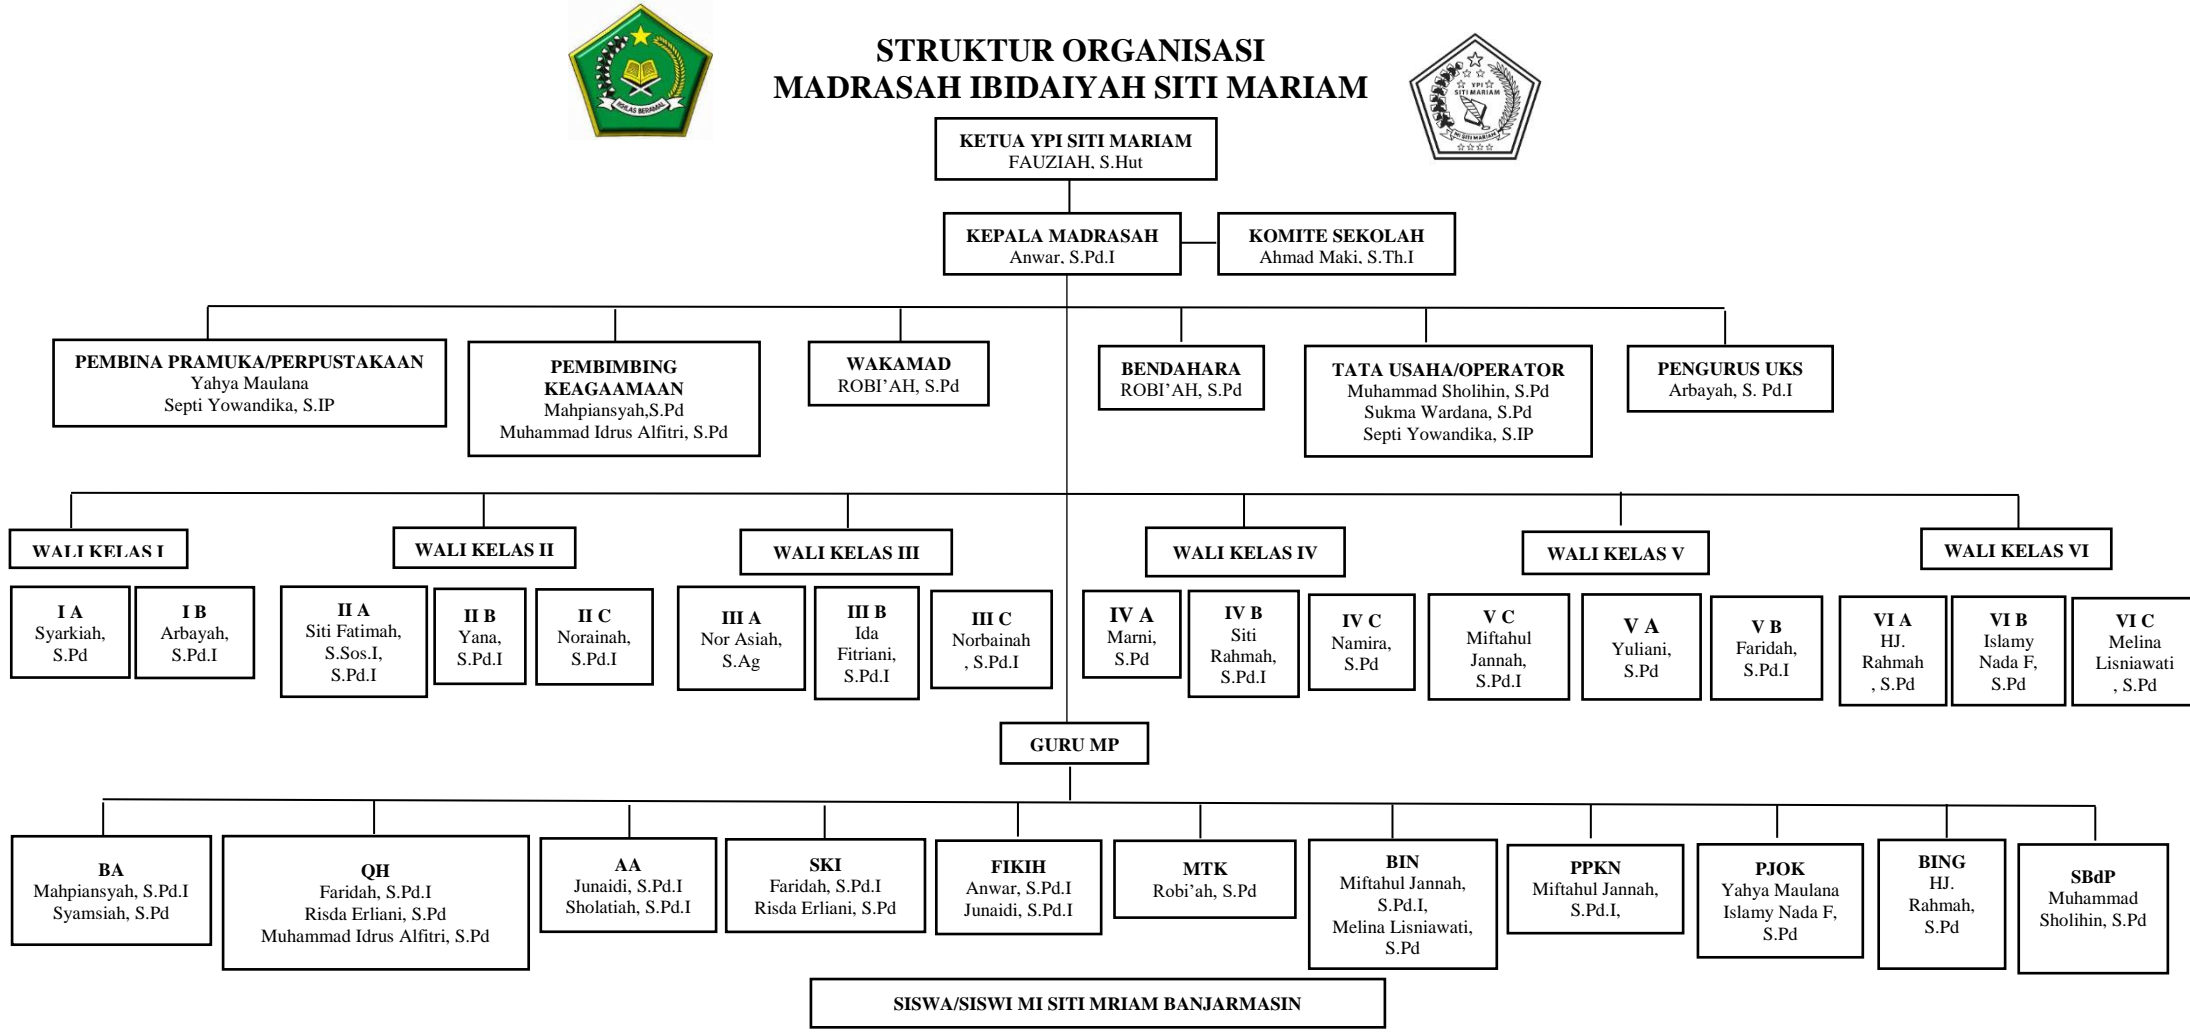 STRUKTUR ORGANISASI
MADRASAH IBIDAIYAH SITI MARIAM
IKHLAS BERAMAL
YPI
SITI MARIAM
MI SITI MARIAM
KETUA YPI SITI MARIAM
FAUZIAH, S.Hut
KEPALA MADRASAH
Anwar, S.Pd.I
KOMITE SEKOLAH
Ahmad Maki, S.Th.I
PEMBINA PRAMUKA/PERPUSTAKAAN
Yahya Maulana
Septi Yowandika, S.IP
PEMBIMBING
KEAGAAMAAN
Mahpiansyah,S.Pd
Muhammad Idrus Alfitri, S.Pd
WAKAMAD
ROBI’AH, S.Pd
BENDAHARA
ROBI’AH, S.Pd
TATA USAHA/OPERATOR
Muhammad Sholihin, S.Pd
Sukma Wardana, S.Pd
Septi Yowandika, S.IP
PENGURUS UKS
Arbayah, S. Pd.I
WALI KELAS I
WALI KELAS II
WALI KELAS III
WALI KELAS IV
WALI KELAS V
WALI KELAS VI
I A
Syarkiah,
S.Pd
I B
Arbayah,
S.Pd.I
II A
Siti Fatimah,
S.Sos.I,
S.Pd.I
II B
Yana,
S.Pd.I
II C
Norainah,
S.Pd.I
III A
Nor Asiah,
S.Ag
III B
Ida
Fitriani,
S.Pd.I
III C
Norbainah
, S.Pd.I
IV A
Marni,
S.Pd
IV B
Siti
Rahmah,
S.Pd.I
IV C
Namira,
S.Pd
V C
Miftahul
Jannah,
S.Pd.I
V A
Yuliani,
S.Pd
V B
Faridah,
S.Pd.I
VI A
HJ.
Rahmah
, S.Pd
VI B
Islamy
Nada F,
S.Pd
VI C
Melina
Lisniawati
, S.Pd
GURU MP
BA
Mahpiansyah, S.Pd.I
Syamsiah, S.Pd
QH
Faridah, S.Pd.I
Risda Erliani, S.Pd
Muhammad Idrus Alfitri, S.Pd
AA
Junaidi, S.Pd.I
Sholatiah, S.Pd.I
SKI
Faridah, S.Pd.I
Risda Erliani, S.Pd
FIKIH
Anwar, S.Pd.I
Junaidi, S.Pd.I
MTK
Robi’ah, S.Pd
BIN
Miftahul Jannah,
S.Pd.I,
Melina Lisniawati,
S.Pd
PPKN
Miftahul Jannah,
S.Pd.I,
PJOK
Yahya Maulana
Islamy Nada F,
S.Pd
BING
HJ.
Rahmah,
S.Pd
SBdP
Muhammad
Sholihin, S.Pd
SISWA/SISWI MI SITI MRIAM BANJARMASIN